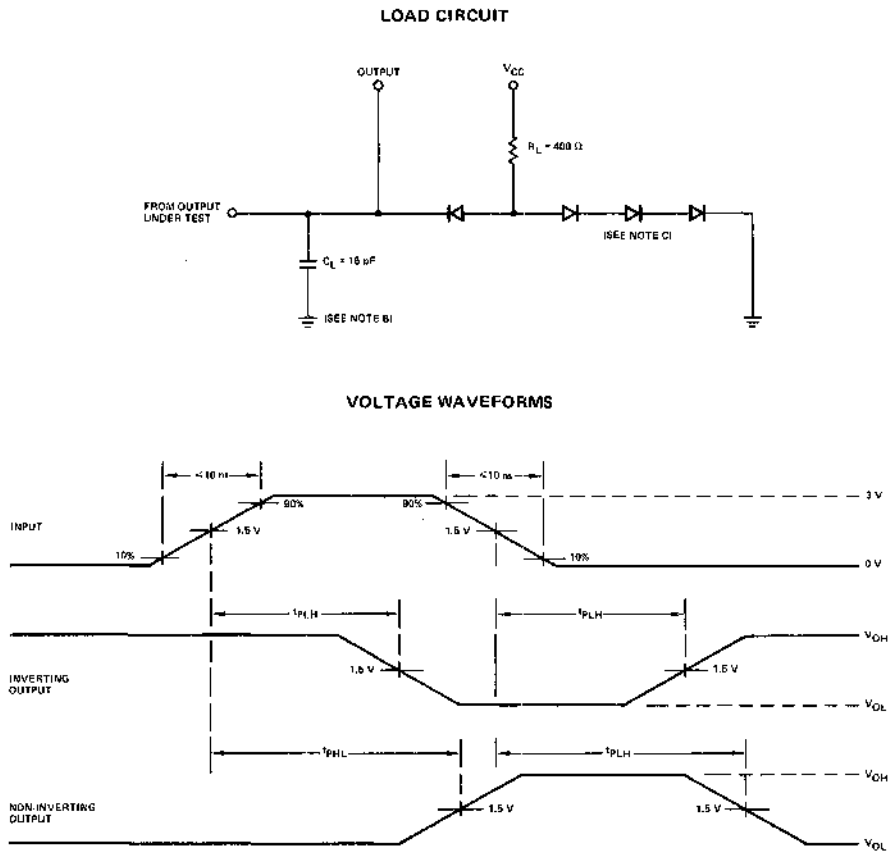 LOAD CIRCUIT
OUTPUT
VCC
RL = 400 Ω
FROM OUTPUT
UNDER TEST
(SEE NOTE C)
CL = 15 pF
(SEE NOTE B)
VOLTAGE WAVEFORMS
<10 ns
<10 ns
90%
90%
3 V
INPUT
1.5 V
1.5 V
10%
10%
0 V
tPLH
tPLH
VOH
1.5 V
1.5 V
INVERTING
OUTPUT
VOL
tPHL
tPLH
VOH
NON-INVERTING
OUTPUT
1.5 V
1.5 V
VOL